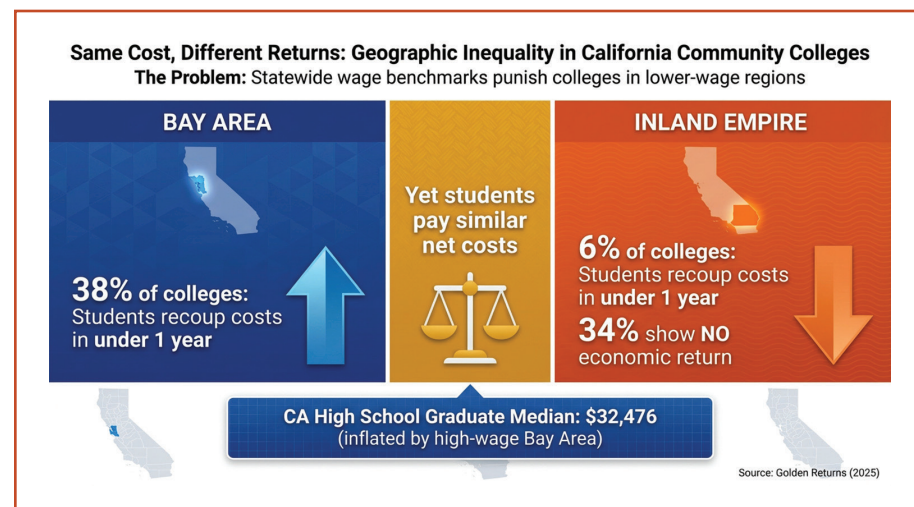 Same Cost, Different Returns: Geographic Inequality in California Community Colleges
The Problem: Statewide wage benchmarks punish colleges in lower-wage regions
BAY AREA
38% of colleges:
Students recoup costs
in under 1 year
Yet students
pay similar
net costs
INLAND EMPIRE
6% of colleges:
Students recoup costs
in under 1 year
34% show NO
economic return
CA High School Graduate Median: $32,476
(inflated by high-wage Bay Area)
Source: Golden Returns (2025)